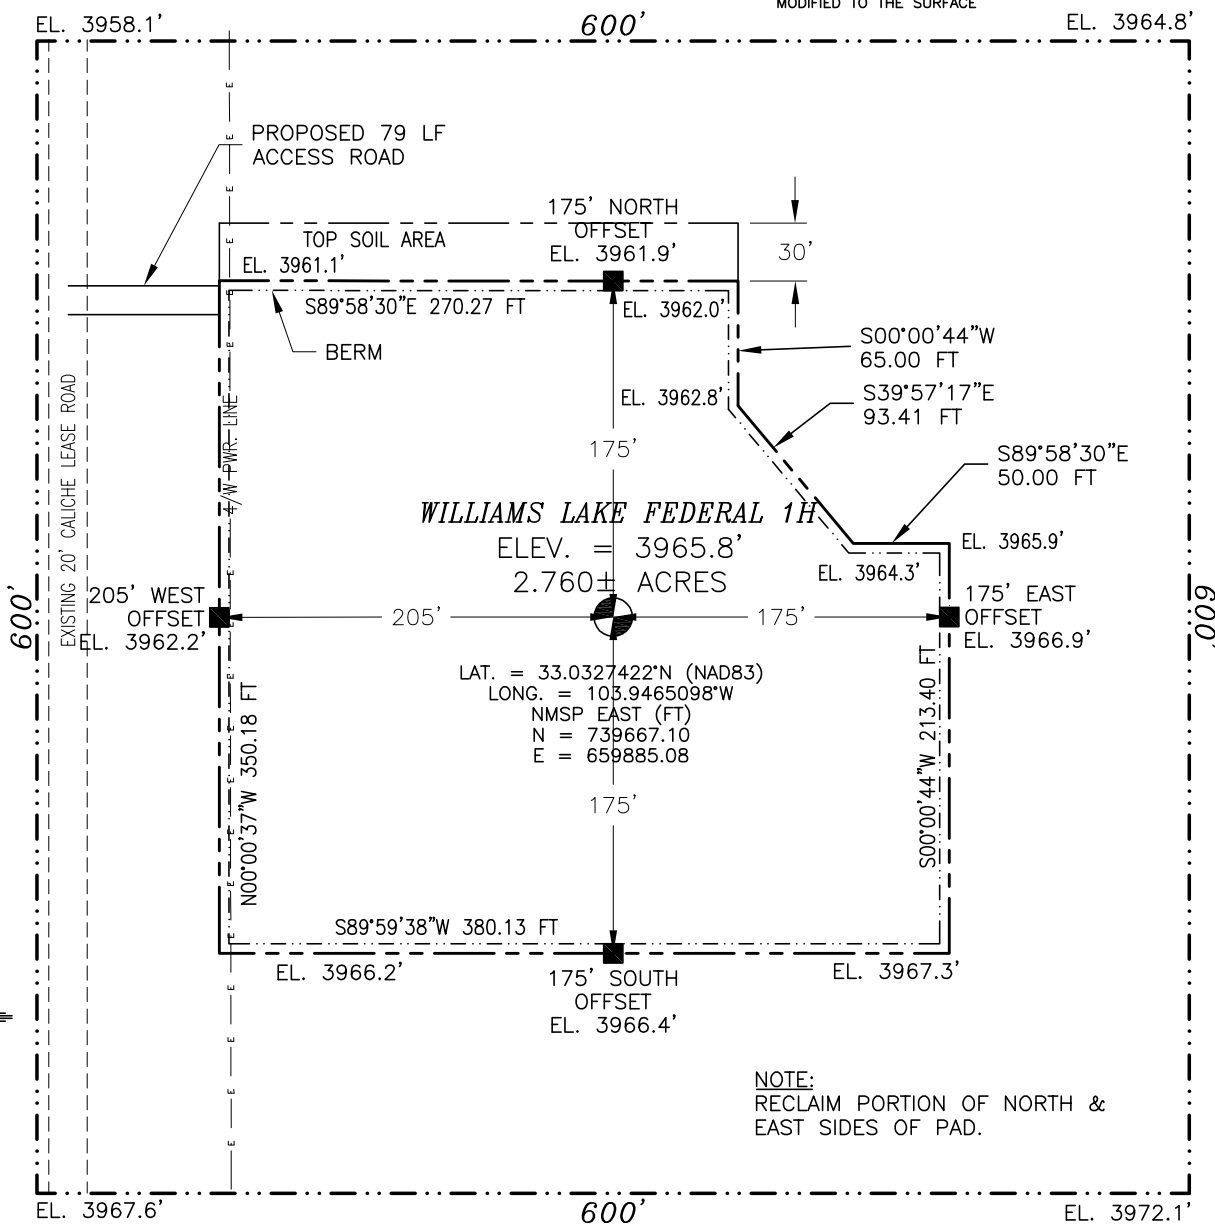 MODIFIED TO THE SURFACE
EL. 3958.1'
600'
EL. 3964.8'
PROPOSED 79 LF
ACCESS ROAD
175' NORTH
OFFSET
EL. 3961.9'
TOP SOIL AREA
30'
EL. 3961.1'
S89°58'30"E 270.27 FT
EL. 3962.0'
BERM
S00°00'44"W
65.00 FT
EL. 3962.8'
S39°57'17"E
93.41 FT
175'
S89°58'30"E
50.00 FT
EXISTING 20' CALICHE LEASE ROAD
4/W PWR. LINE
WILLIAMS LAKE FEDERAL 1H
ELEV. = 3965.8'
2.760± ACRES
EL. 3965.9'
EL. 3964.3'
600'
205' WEST
OFFSET
EL. 3962.2'
205'
175'
175' EAST
OFFSET
EL. 3966.9'
600'
LAT. = 33.0327422°N (NAD83)
LONG. = 103.9465098°W
NMSP EAST (FT)
N = 739667.10
E = 659885.08
N00°00'37"W 350.18 FT
S00°00'44"W 213.40 FT
175'
S89°59'38"W 380.13 FT
EL. 3966.2'
EL. 3967.3'
175' SOUTH
OFFSET
EL. 3966.4'
NOTE:
RECLAIM PORTION OF NORTH &
EAST SIDES OF PAD.
EL. 3967.6'
600'
EL. 3972.1'